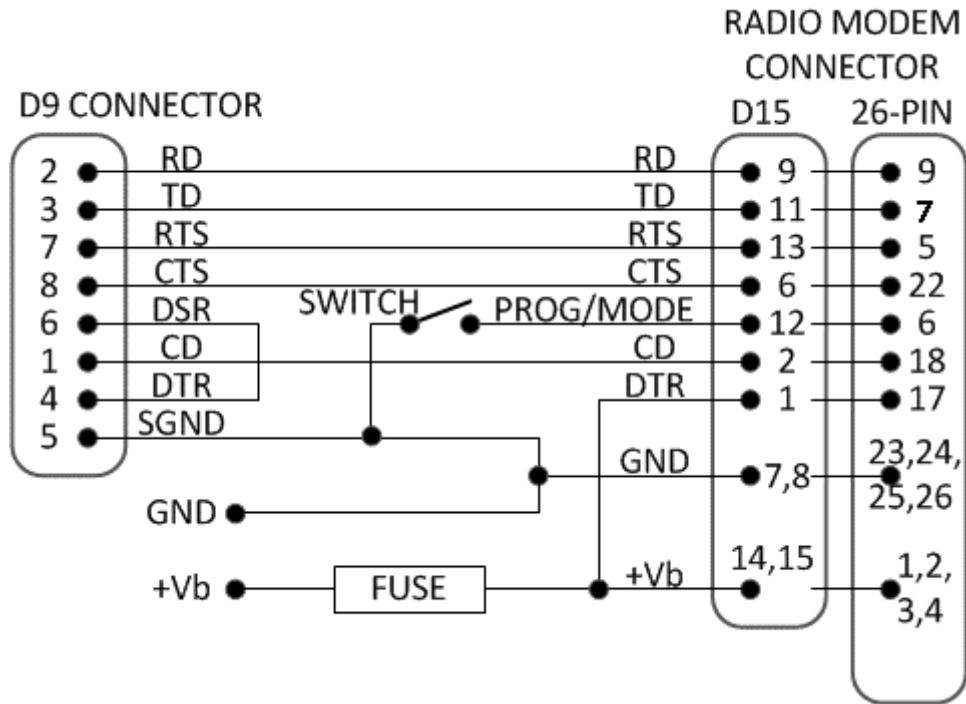 RADIO MODEM
CONNECTOR
D9 CONNECTOR
D15 26-PIN
2 RD RD 9 9
3 TD TD 11 7
7 RTS RTS 13 5
8 CTS CTS 6 22
6 DSR SWITCH PROG/MODE 12 6
1 CD CD 2 18
4 DTR DTR 1 17
5 SGND
GND 7,8 23,24,
25,26
GND
14,15
+Vb FUSE +Vb 1,2,
3,4